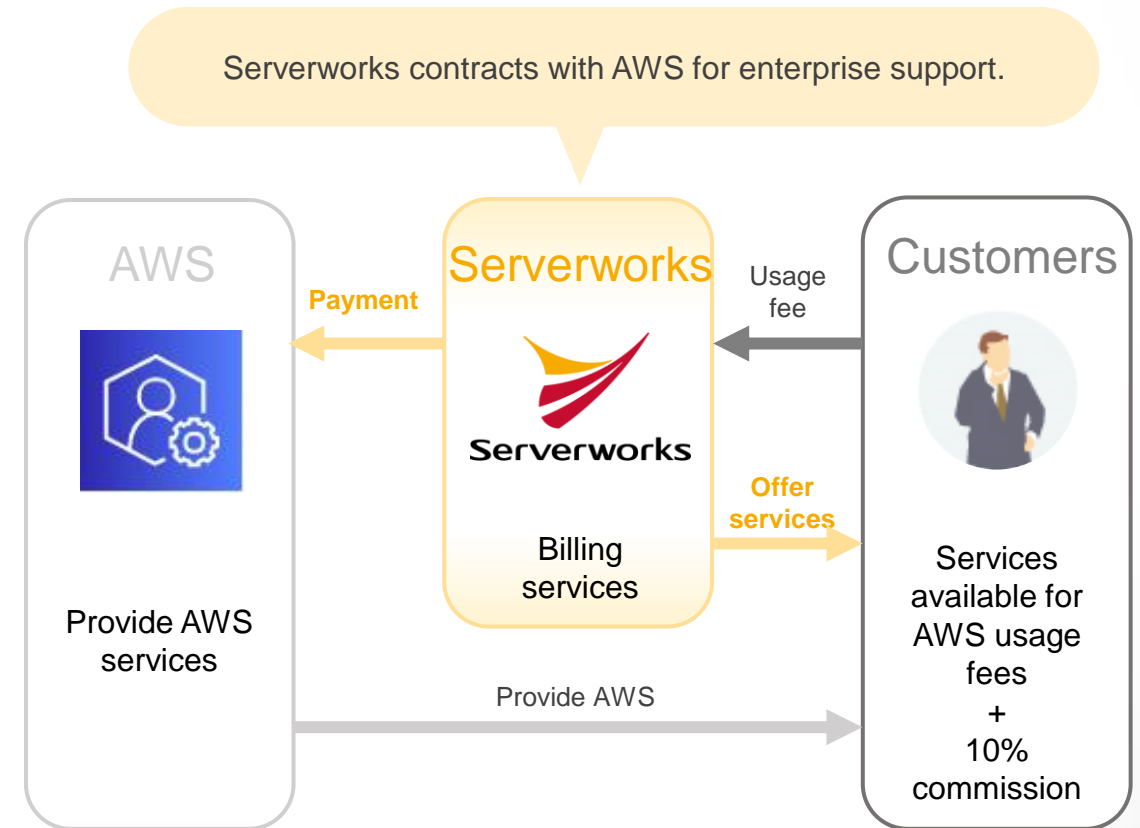 Serverworks contracts with AWS for enterprise support.
AWS
Provide AWS
services
Payment
Serverworks
Serverworks
Billing
services
Usage
fee
Offer
services
Provide AWS
Customers
Services
available for
AWS usage
fees
+
10%
commission